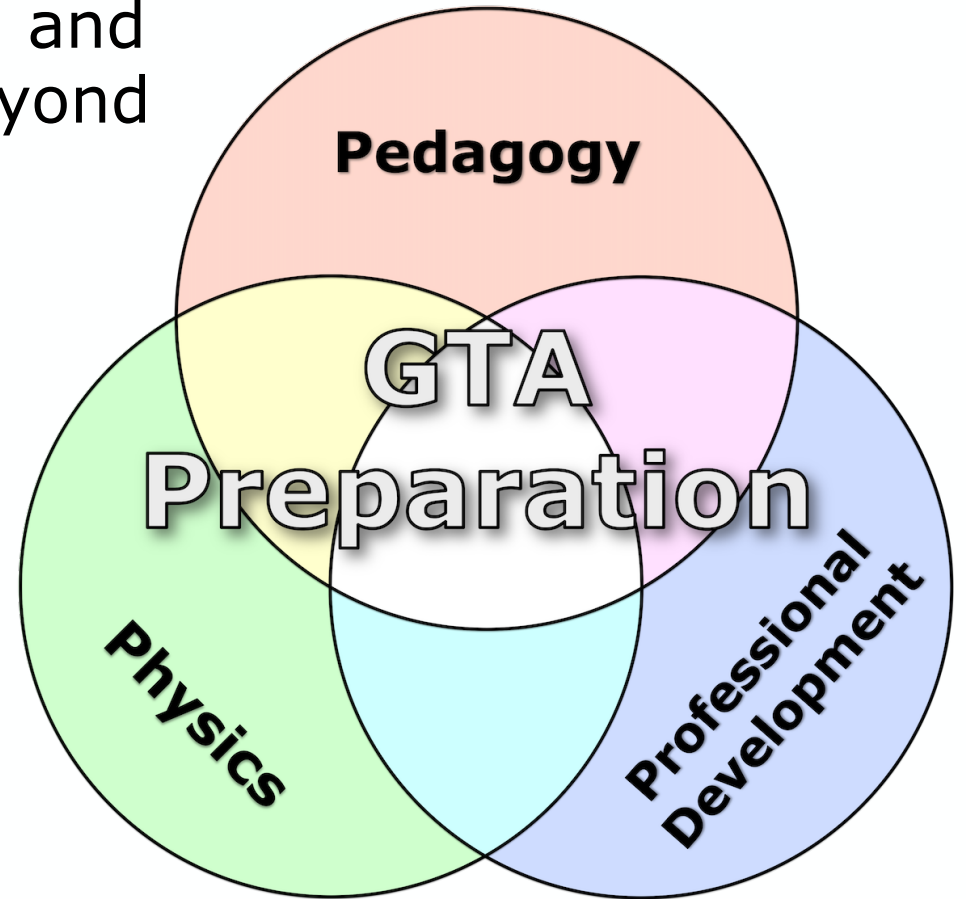 and
yond
Pedagogy
GTA
Preparation
Physics
Professional
Development